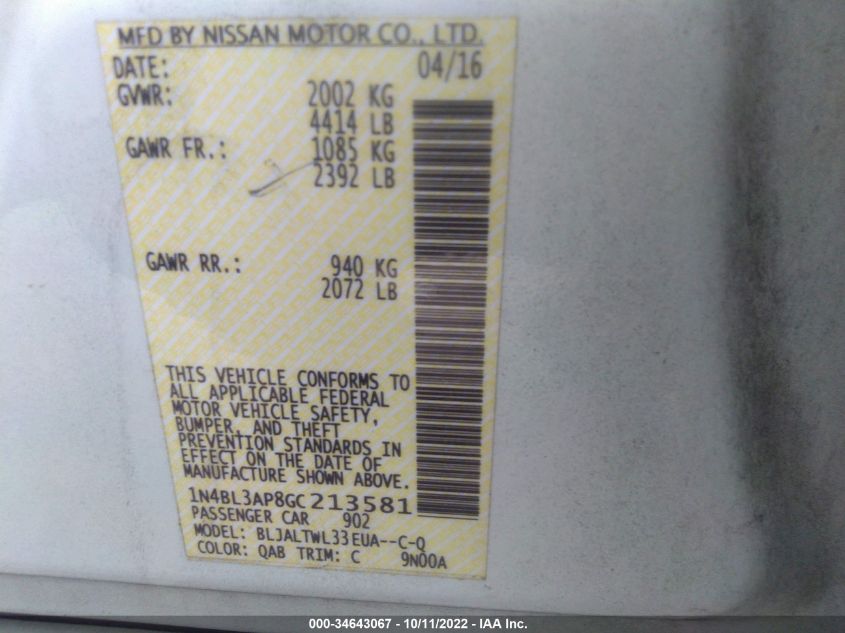 MFD BY NISSAN MOTOR CO., LTD.
DATE: 04/16
GVWR: 2002 KG
4414 LB
GAWR FR.: 1085 KG
2392 LB
GAWR RR.: 940 KG
2072 LB
THIS VEHICLE CONFORMS TO
ALL APPLICABLE FEDERAL
MOTOR VEHICLE SAFETY,
BUMPER, AND THEFT
PREVENTION STANDARDS IN
EFFECT ON THE DATE OF
MANUFACTURE SHOWN ABOVE.
1N4BL3AP8GC213581
PASSENGER CAR 902
MODEL: BLJALTWL33EUA--C-Q
COLOR: QAB TRIM: C 9N00A
000-34643067 - 10/11/2022 - IAA Inc.